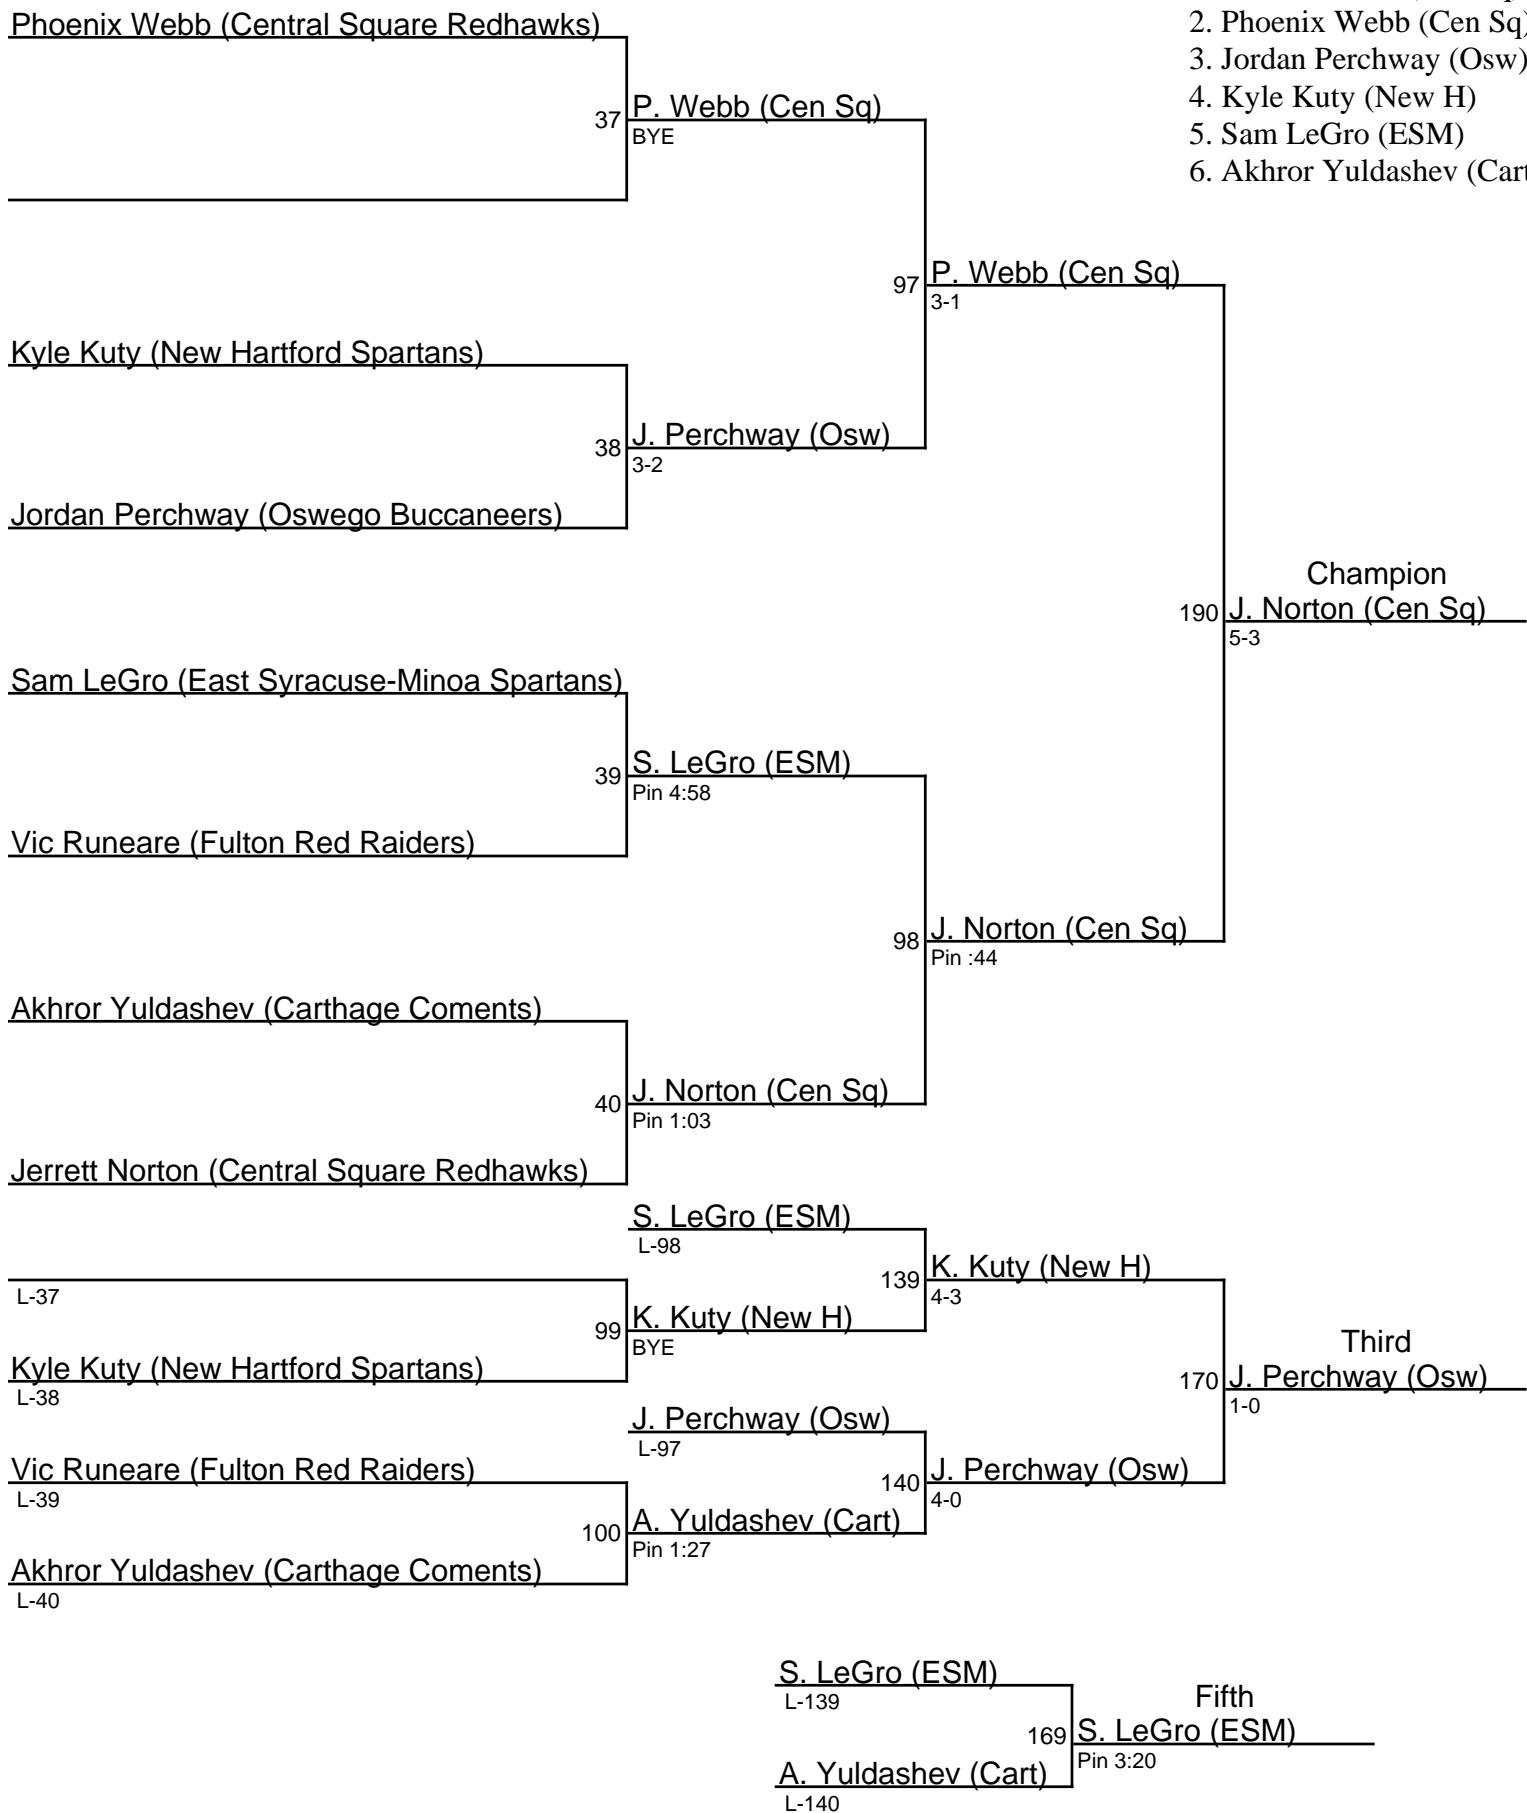 Phoenix Webb (Central Square Redhawks)
2. Phoenix Webb (Cen Sq)
3. Jordan Perchway (Osw)
4. Kyle Kuty (New H)
5. Sam LeGro (ESM)
6. Akhror Yuldashev (Cart
37 P. Webb (Cen Sq)
BYE
97 P. Webb (Cen Sq)
3-1
Kyle Kuty (New Hartford Spartans)
38 J. Perchway (Osw)
3-2
Jordan Perchway (Oswego Buccaneers)
Champion
190 J. Norton (Cen Sq)
5-3
Sam LeGro (East Syracuse-Minoa Spartans)
39 S. LeGro (ESM)
Pin 4:58
Vic Runeare (Fulton Red Raiders)
98 J. Norton (Cen Sq)
Pin :44
Akhror Yuldashev (Carthage Coments)
40 J. Norton (Cen Sq)
Pin 1:03
Jerrett Norton (Central Square Redhawks)
S. LeGro (ESM)
L-98
139 K. Kuty (New H)
4-3
L-37
99 K. Kuty (New H)
BYE
Kyle Kuty (New Hartford Spartans)
L-38
Third
170 J. Perchway (Osw)
1-0
J. Perchway (Osw)
L-97
Vic Runeare (Fulton Red Raiders)
L-39
140 J. Perchway (Osw)
4-0
100 A. Yuldashev (Cart)
Pin 1:27
Akhror Yuldashev (Carthage Coments)
L-40
S. LeGro (ESM)
L-139
Fifth
169 S. LeGro (ESM)
Pin 3:20
A. Yuldashev (Cart)
L-140